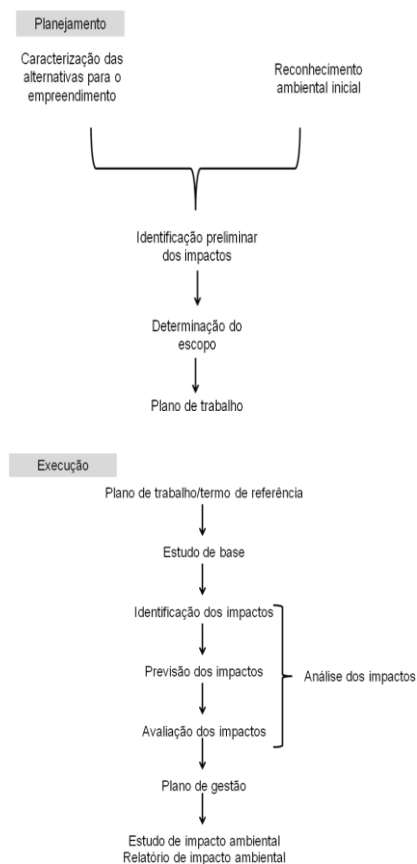 Planejamento
Caracterização das
alternativas para o
empreendimento
Reconhecimento
ambiental inicial
Identificação preliminar
dos impactos
Determinação do
escopo
Plano de trabalho
Execução
Plano de trabalho/termo de referência
Estudo de base
Identificação dos impactos
Previsão dos impactos
Análise dos impactos
Avaliação dos impactos
Plano de gestão
Estudo de impacto ambiental
Relatório de impacto ambiental